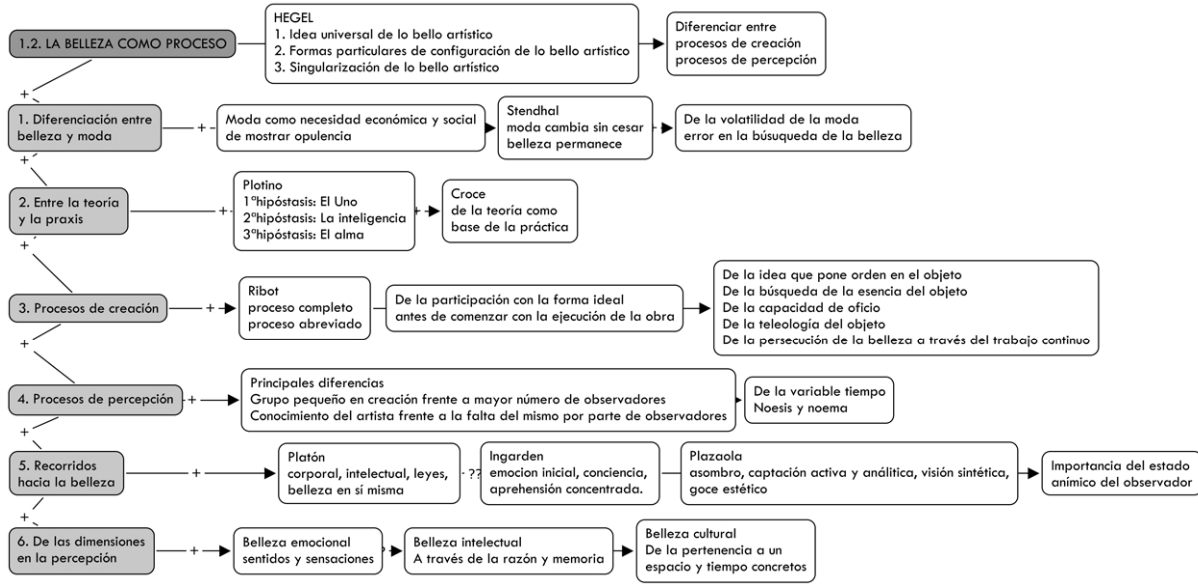 1.2. LA BELLEZA COMO PROCESO
HEGEL
1. Idea universal de lo bello artístico
2. Formas particulares de configuración de lo bello artístico
3. Singularización de lo bello artístico
Diferenciar entre
procesos de creación
procesos de percepción
+
1. Diferenciación entre
belleza y moda
+
Moda como necesidad económica y social
de mostrar opulencia
Stendhal
moda cambia sin cesar
belleza permanece
De la volatilidad de la moda
error en la búsuqueda de la belleza
+
2. Entre la teoría
y la praxis
+
Plotino
1ªhipóstasis: El Uno
2ªhipóstasis: La inteligencia
3ªhipóstasis: El alma
+
Croce
de la teoría como
base de la práctica
+
3. Procesos de creación
+
Ribot
proceso completo
proceso abreviado
De la participación con la forma ideal
antes de comenzar con la ejecución de la obra
De la idea que pone orden en el objeto
De la búsqueda de la esencia del objeto
De la capacidad de oficio
De la teleología del objeto
De la persecución de la belleza a través del trabajo continuo
+
4. Procesos de percepción
+
Principales diferencias
Grupo pequeño en creación frente a mayor número de observadores
Conocimiento del artista frente a la falta del mismo por parte de observadores
De la variable tiempo
Noesis y noema
+
5. Recorridos
hacia la belleza
+
Platón
corporal, intelectual, leyes,
belleza en sí misma
??
Ingarden
emocion inicial, conciencia,
aprehensión concentrada.
Plazaola
asombro, captación activa y análitica, visión sintética,
goce estético
Importancia del estado
anímico del observador
+
6. De las dimensiones
en la percepción
+
Belleza emocional
sentidos y sensaciones
?
Belleza intelectual
A través de la razón y memoria
Belleza cultural
De la pertenencia a un
espacio y tiempo concretos